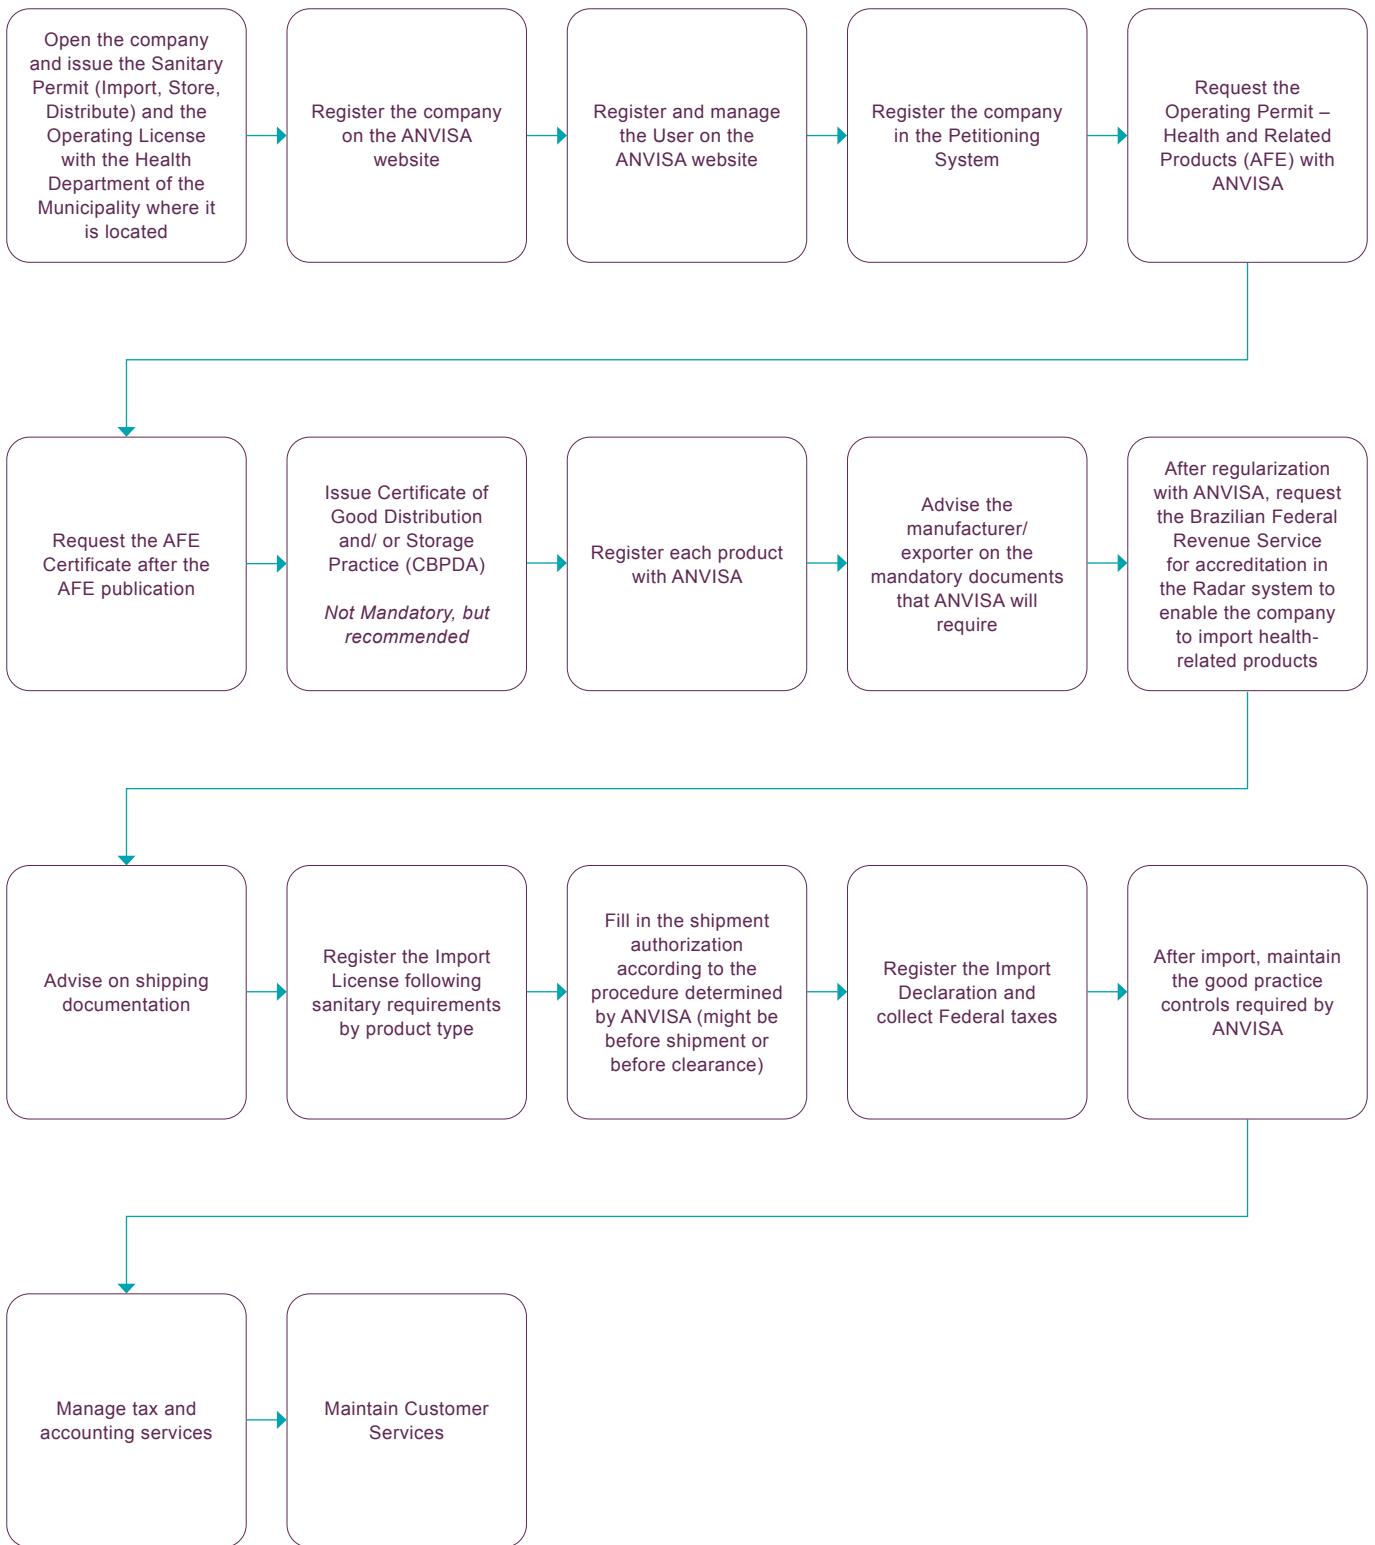 Open the company
and issue the Sanitary
Permit (Import, Store,
Distribute) and the
Operating License
with the Health
Department of the
Municipality where it
is located
Register the company
on the ANVISA
website
Register and manage
the User on the
ANVISA website
Register the company
in the Petitioning
System
Request the
Operating Permit –
Health and Related
Products (AFE) with
ANVISA
Request the AFE
Certificate after the
AFE publication
Issue Certificate of
Good Distribution
and/ or Storage
Practice (CBPDA)
Not Mandatory, but
recommended
Register each product
with ANVISA
Advise the
manufacturer/
exporter on the
mandatory documents
that ANVISA will
require
After regularization
with ANVISA, request
the Brazilian Federal
Revenue Service
for accreditation in
the Radar system to
enable the company
to import health-
related products
Advise on shipping
documentation
Register the Import
License following
sanitary requirements
by product type
Fill in the shipment
authorization
according to the
procedure determined
by ANVISA (might be
before shipment or
before clearance)
Register the Import
Declaration and
collect Federal taxes
After import, maintain
the good practice
controls required by
ANVISA
Manage tax and
accounting services
Maintain Customer
Services